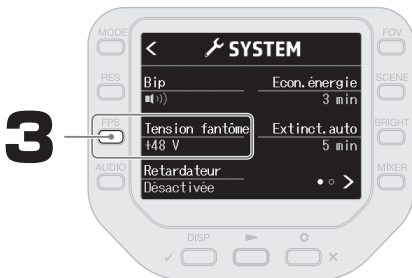 MODE
FOV
< SYSTEM
RES
Bip
Econ.énergie
SCENE
3 min
3
FPS
Tension fantôme
Extinct.auto
BRIGHT
+48 V
5 min
AUDIO
Retardateur
MIXER
Désactivée
>
DISP